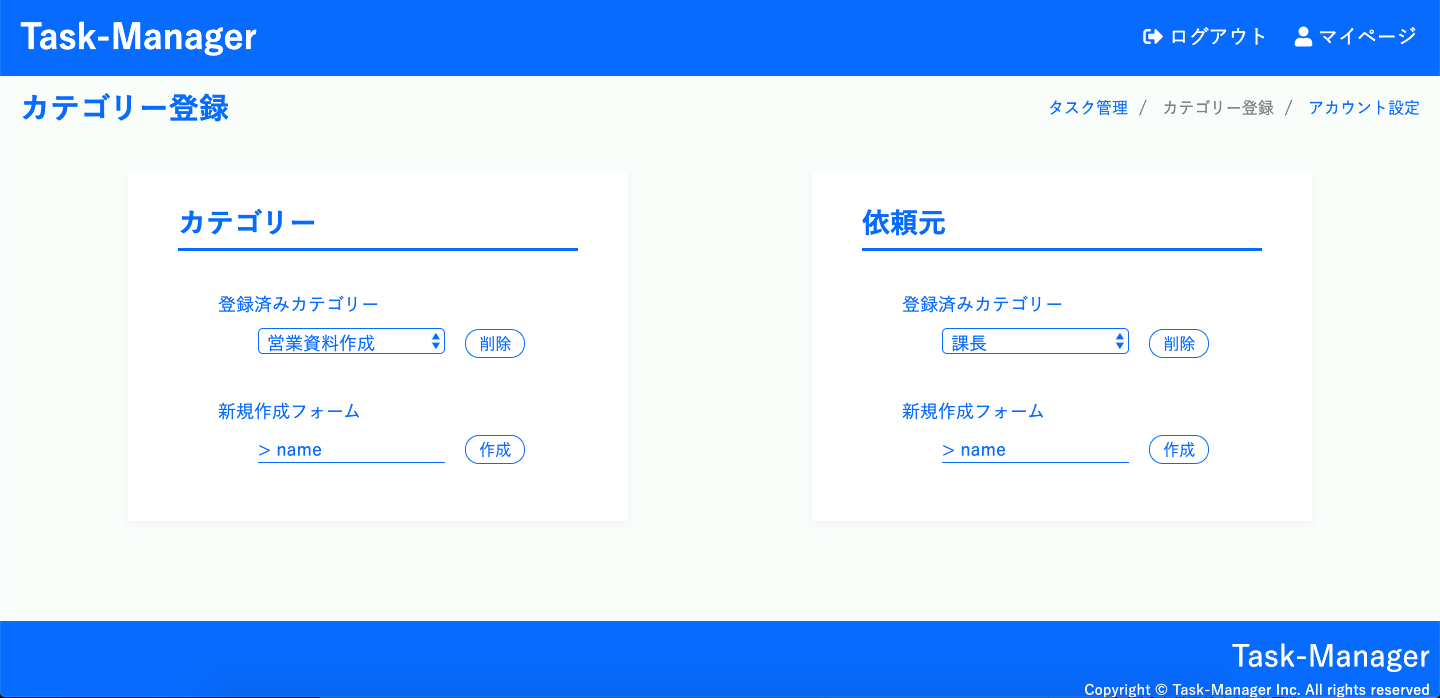 Task-Manager
ログアウト マイページ
カテゴリー登録
タスク管理 / カテゴリー登録 / アカウント設定
カテゴリー
登録済みカテゴリー
営業資料作成 削除
新規作成フォーム
> name 作成
依頼元
登録済みカテゴリー
課長 削除
新規作成フォーム
> name 作成
Task-Manager
Copyright © Task-Manager Inc. All rights reserved